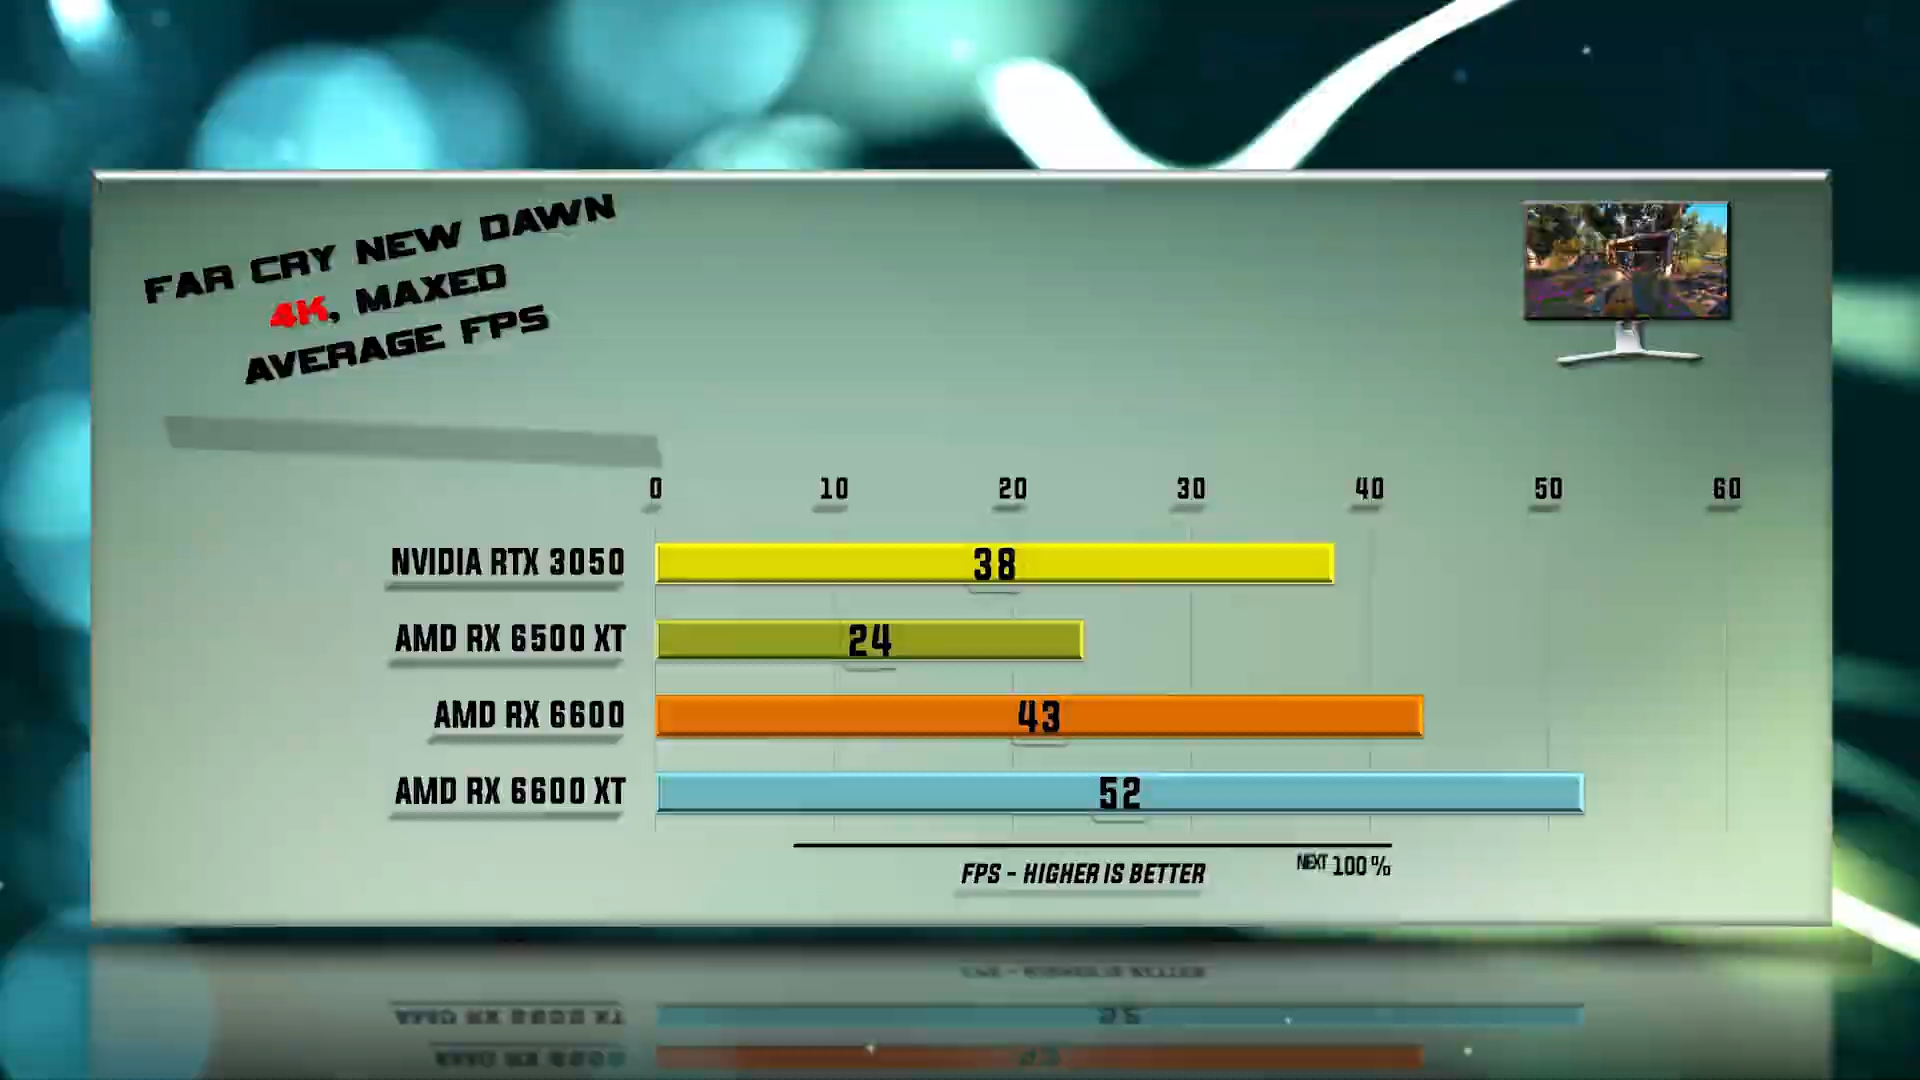 FAR CRY NEW DAWN
4K, MAXED
AVERAGE FPS
0 10 20 30 40 50 60
NVIDIA RTX 3050 38
AMD RX 6500 XT 24
AMD RX 6600 43
AMD RX 6600 XT 52
FPS - HIGHER IS BETTER
NEXT 100 %